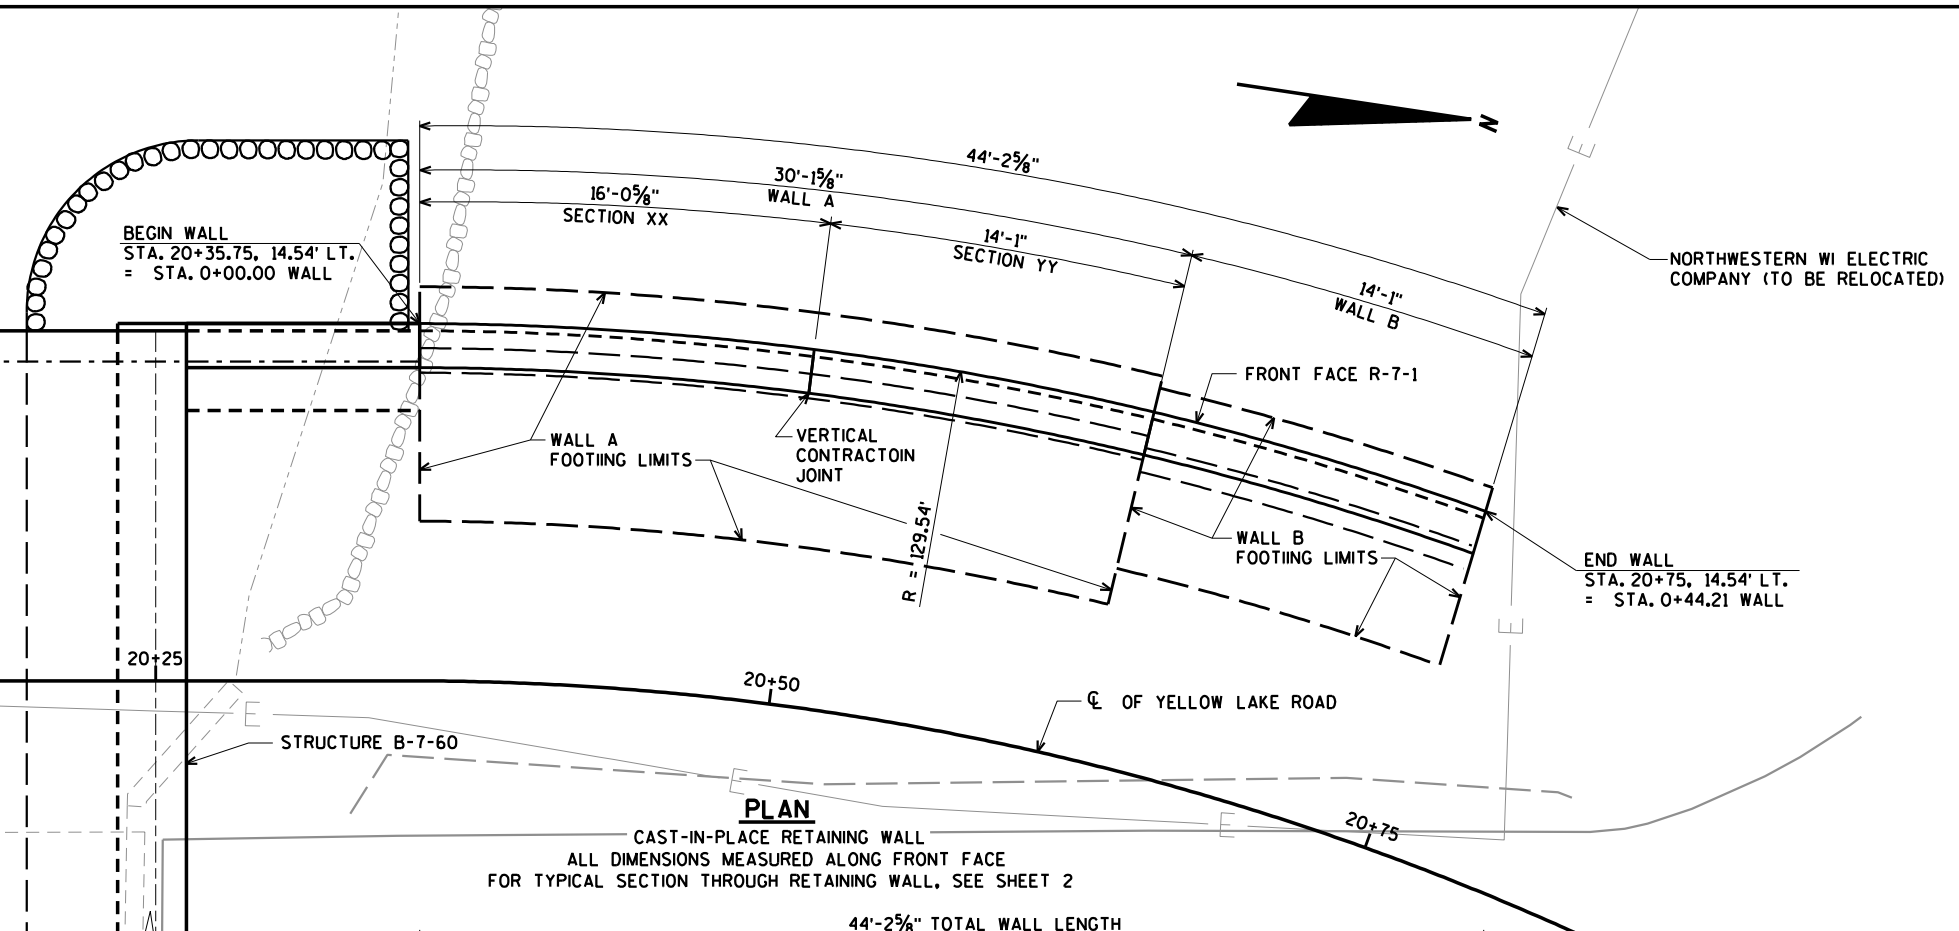 N
44'-2⅝"
30'-1⅝"
WALL A
16'-0⅝"
SECTION XX
14'-1"
SECTION YY
14'-1"
WALL B
BEGIN WALL
STA. 20+35.75, 14.54' LT.
= STA. 0+00.00 WALL
E
NORTHWESTERN WI ELECTRIC
COMPANY (TO BE RELOCATED)
FRONT FACE R-7-1
WALL A
FOOTIING LIMITS
VERTICAL
CONTRACTOIN
JOINT
R = 129.54'
WALL B
FOOTIING LIMITS
END WALL
STA. 20+75, 14.54' LT.
= STA. 0+44.21 WALL
E
20+25
20+50
℄ OF YELLOW LAKE ROAD
E
STRUCTURE B-7-60
E
E
20+75
PLAN
CAST-IN-PLACE RETAINING WALL
ALL DIMENSIONS MEASURED ALONG FRONT FACE
FOR TYPICAL SECTION THROUGH RETAINING WALL, SEE SHEET 2
44'-2⅝" TOTAL WALL LENGTH